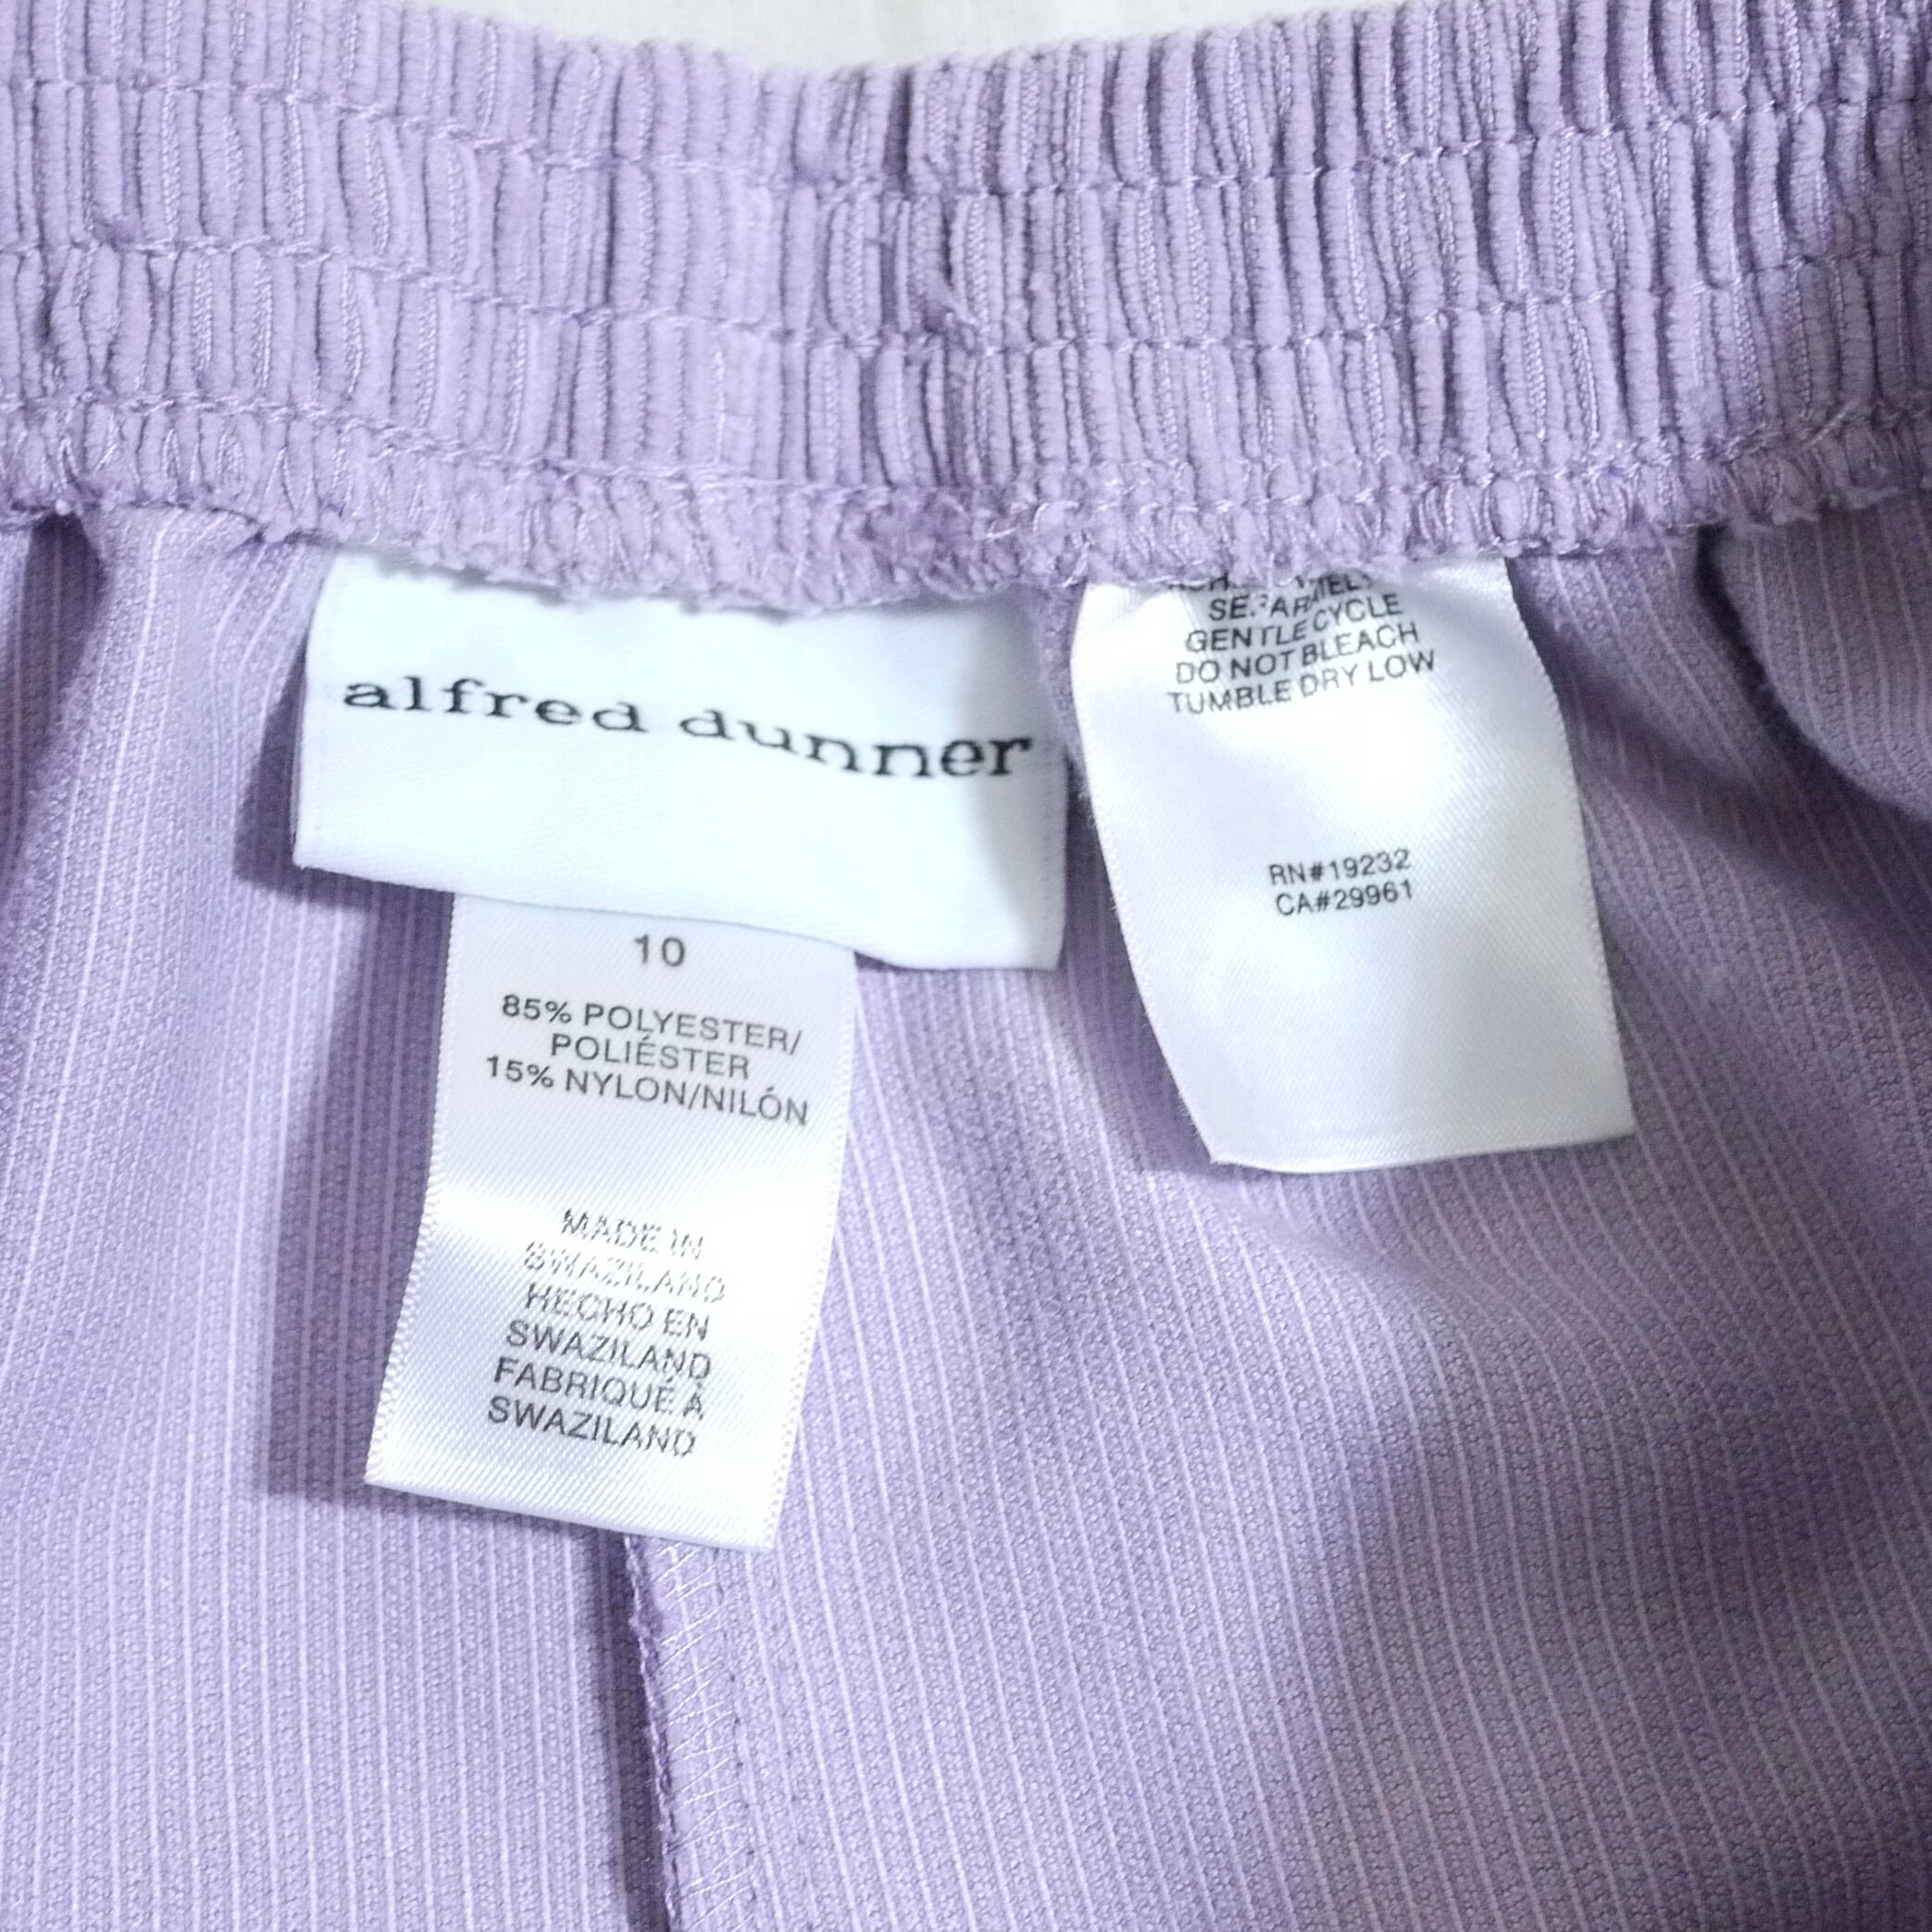 alfred dunner
10
85% POLYESTER/
POLIÉSTER
15% NYLON/NILÓN
MADE IN
SWAZILAND
HECHO EN
SWAZILAND
FABRIQUÉ À
SWAZILAND
SEPARATELY
GENTLE CYCLE
DO NOT BLEACH
TUMBLE DRY LOW
RN#19232
CA#29961